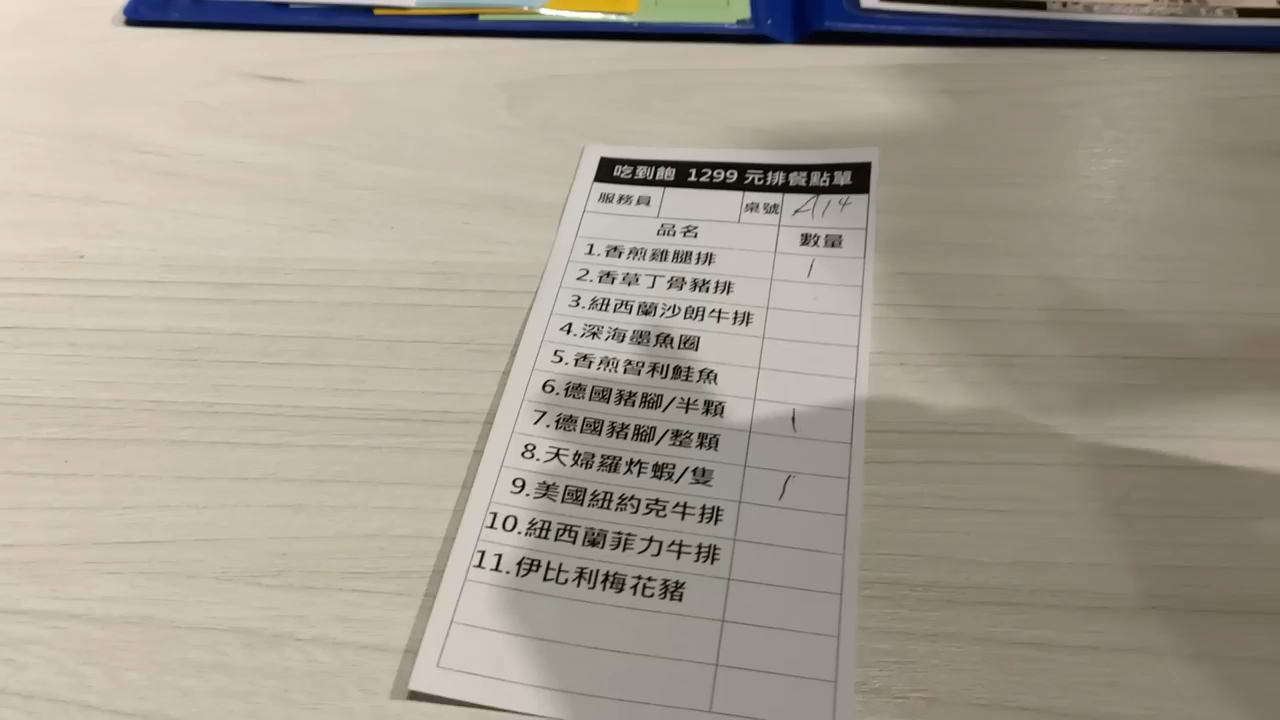 吃到飽 1299 元排餐點單
服務員 桌號 A14
品名 數量
1.香煎雞腿排 1
2.香草丁骨豬排
3.紐西蘭沙朗牛排
4.深海墨魚圈
5.香煎智利鮭魚
6.德國豬腳/半顆 1
7.德國豬腳/整顆
8.天婦羅炸蝦/隻 1
9.美國紐約克牛排
10.紐西蘭菲力牛排
11.伊比利梅花豬